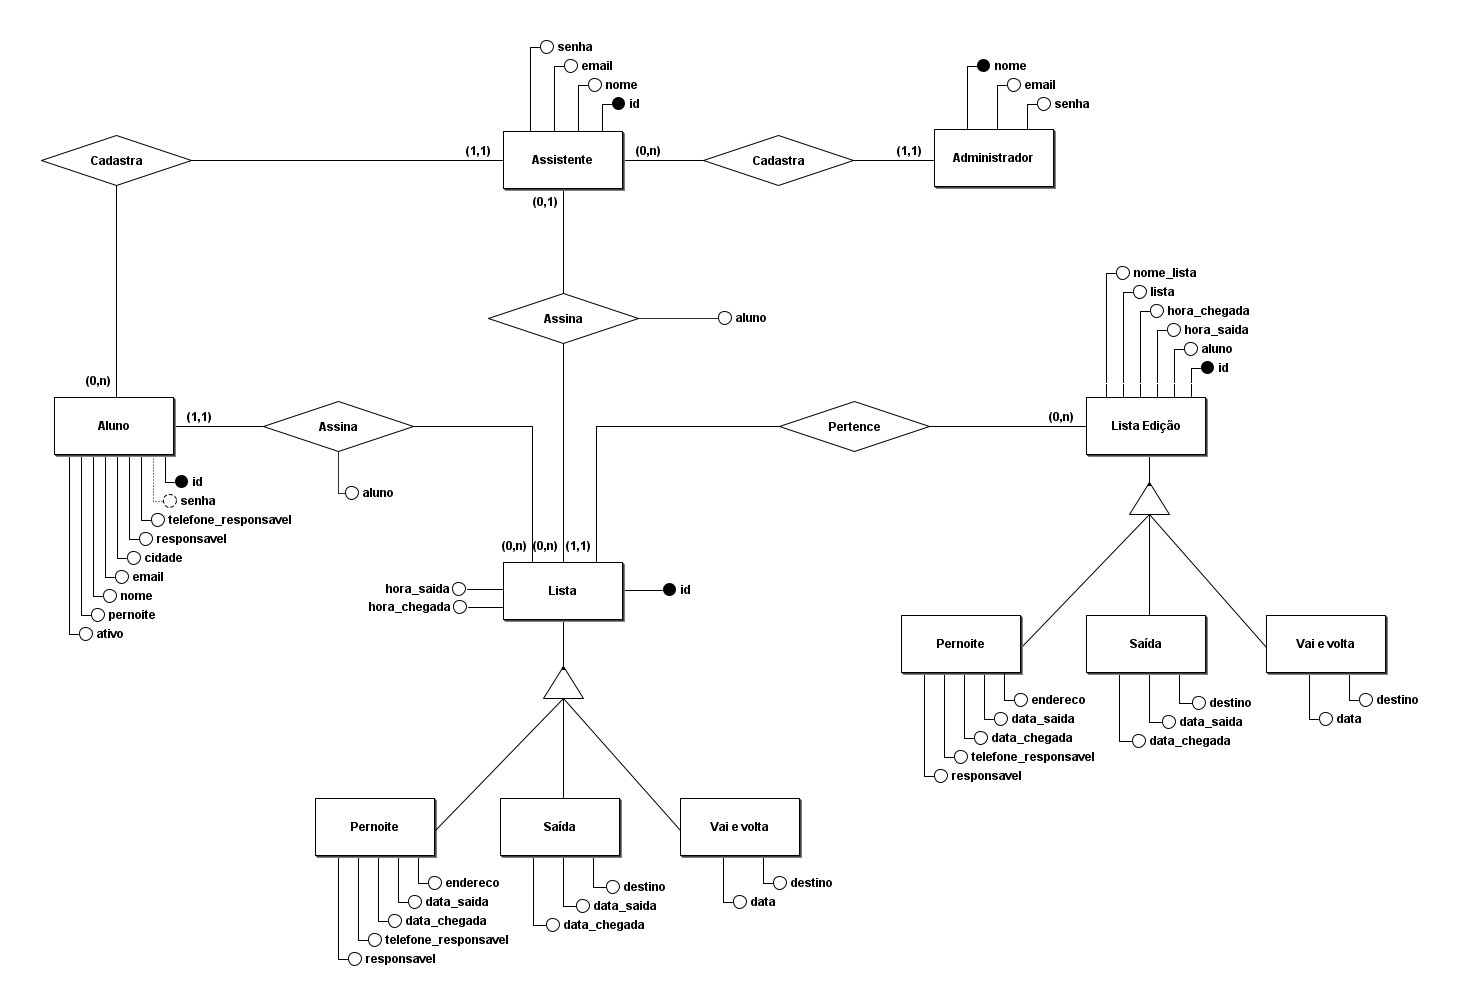 senha
email
nome
id
nome
email
senha
Cadastra
(1,1)
Assistente
(0,n)
Cadastra
(1,1)
Administrador
(0,1)
nome_lista
lista
hora_chegada
hora_saida
aluno
id
Assina
aluno
(0,n)
Aluno
(1,1)
Assina
aluno
Pertence
(0,n)
Lista Edição
id
senha
telefone_responsavel
responsavel
cidade
email
nome
pernoite
ativo
(0,n)
(0,n)
(1,1)
hora_saida
hora_chegada
Lista
id
Pernoite
Saída
Vai e volta
endereco
data_saida
data_chegada
telefone_responsavel
responsavel
destino
data_saida
data_chegada
destino
data
Pernoite
Saída
Vai e volta
endereco
data_saida
data_chegada
telefone_responsavel
responsavel
destino
data_saida
data_chegada
destino
data